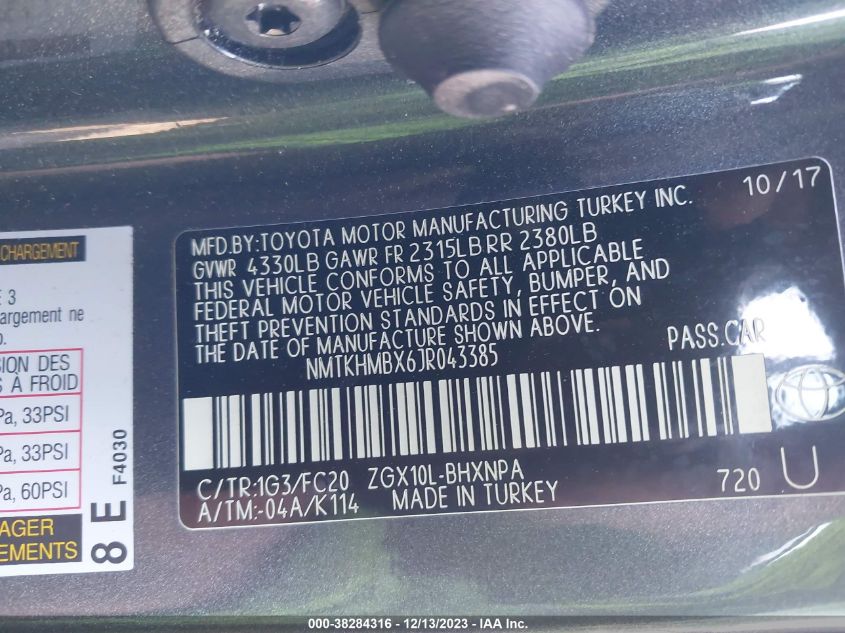 CHARGEMENT
E 3
argement ne
o.
SION DES
S À FROID
Pa, 33PSI
Pa, 33PSI
Pa, 60PSI
AGER
EMENTS
8 E
F4030
10/17
MFD.BY:TOYOTA MOTOR MANUFACTURING TURKEY INC.
GVWR 4330LB GAWR FR 2315LB RR 2380LB
THIS VEHICLE CONFORMS TO ALL APPLICABLE
FEDERAL MOTOR VEHICLE SAFETY, BUMPER, AND
THEFT PREVENTION STANDARDS IN EFFECT ON
THE DATE OF MANUFACTURE SHOWN ABOVE.
NMTKHMBX6JR043385 PASS.CAR
C/TR:1G3/FC20 ZGX10L-BHXNPA
A/TM:-04A/K114 MADE IN TURKEY 720 U
000-38284316 - 12/13/2023 - IAA Inc.